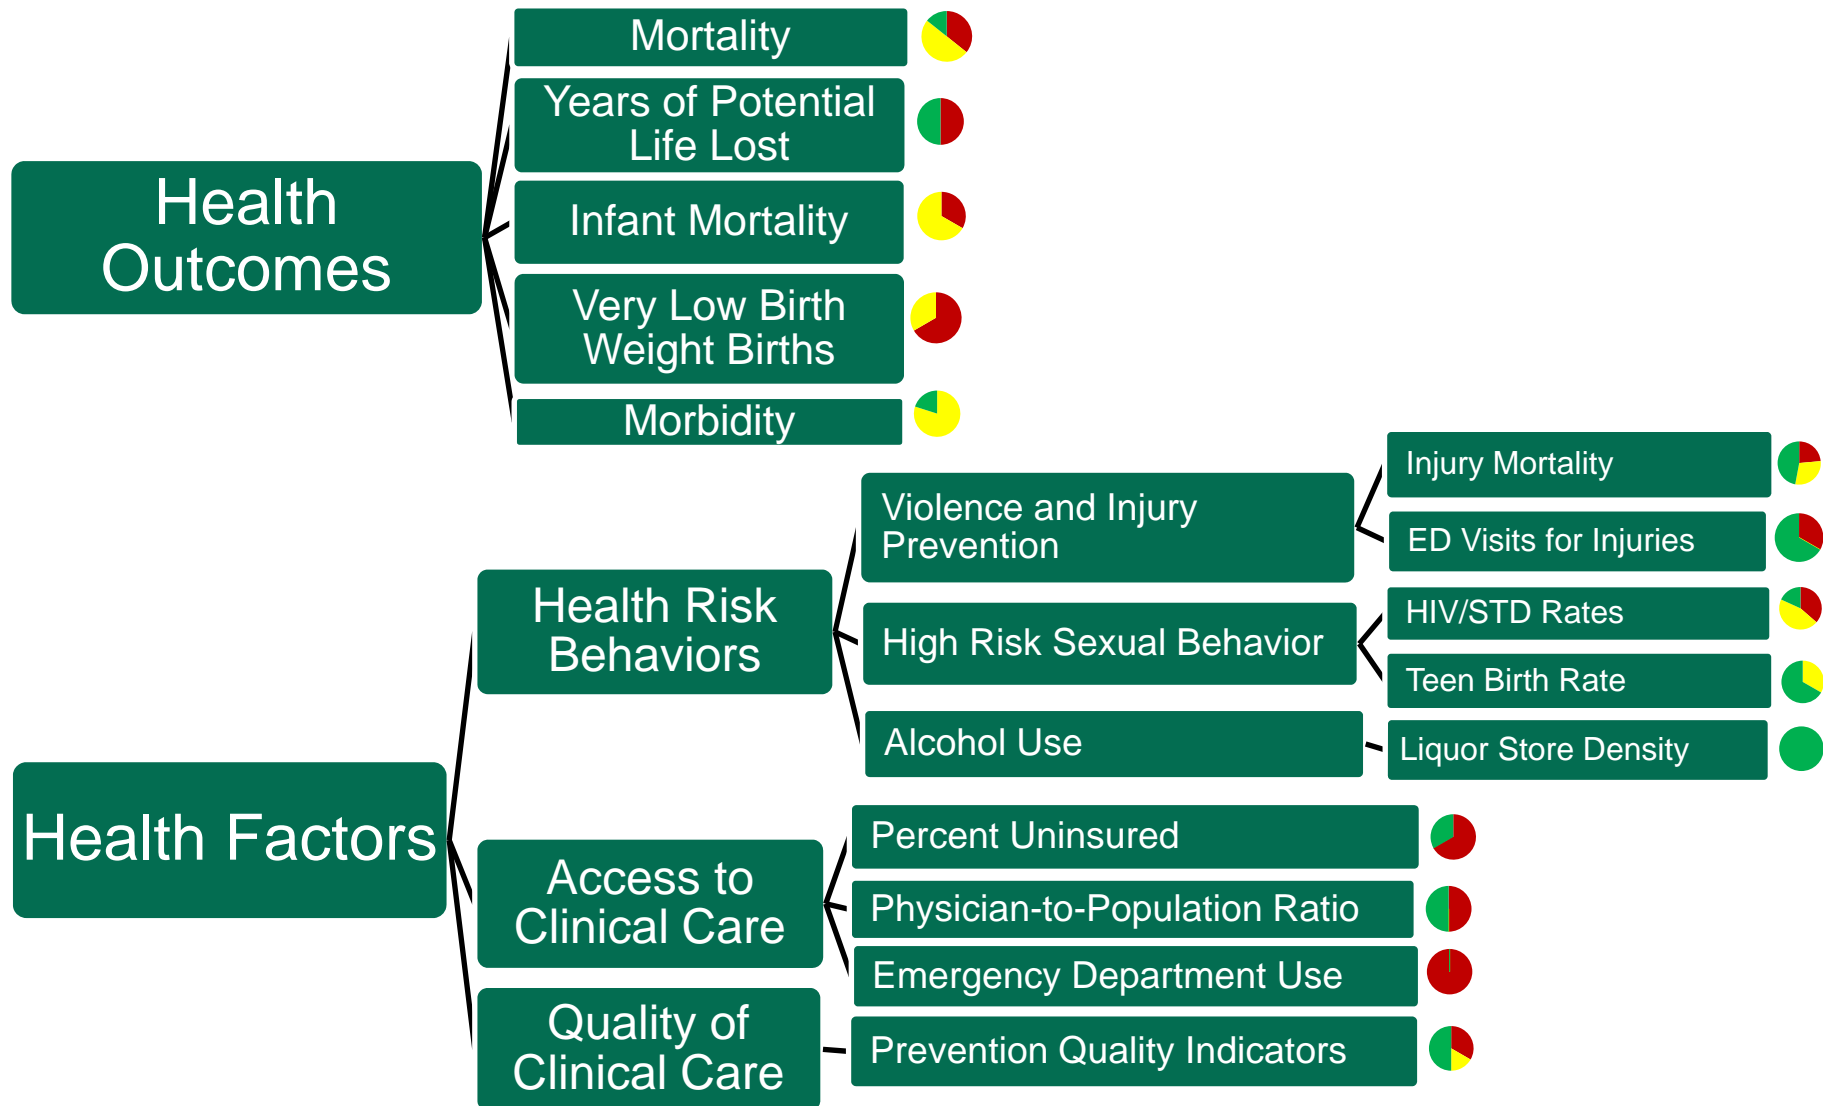 Health
Outcomes
Mortality
Years of Potential
Life Lost
Infant Mortality
Very Low Birth
Weight Births
Morbidity
Health Factors
Health Risk
Behaviors
Violence and Injury
Prevention
Injury Mortality
ED Visits for Injuries
High Risk Sexual Behavior
HIV/STD Rates
Teen Birth Rate
Alcohol Use
Liquor Store Density
Access to
Clinical Care
Percent Uninsured
Physician-to-Population Ratio
Emergency Department Use
Quality of
Clinical Care
Prevention Quality Indicators